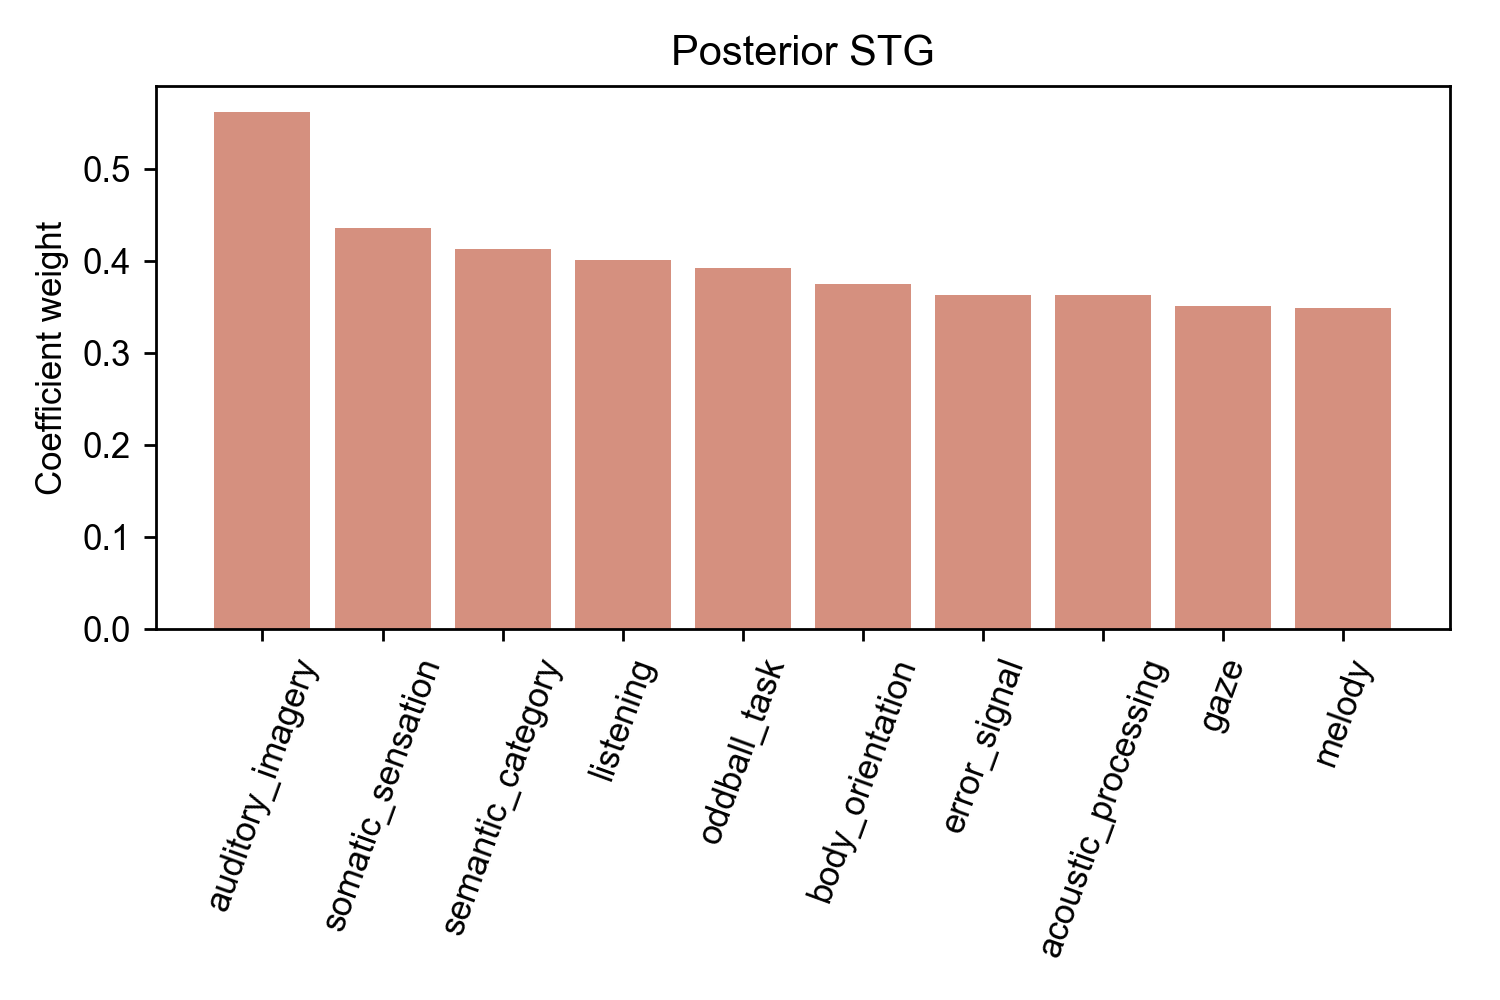 Posterior STG
Coefficient weight
0.5
0.4
0.3
0.2
0.1
0.0
auditory_imagery
somatic_sensation
semantic_category
listening
oddball_task
body_orientation
error_signal
acoustic_processing
gaze
melody